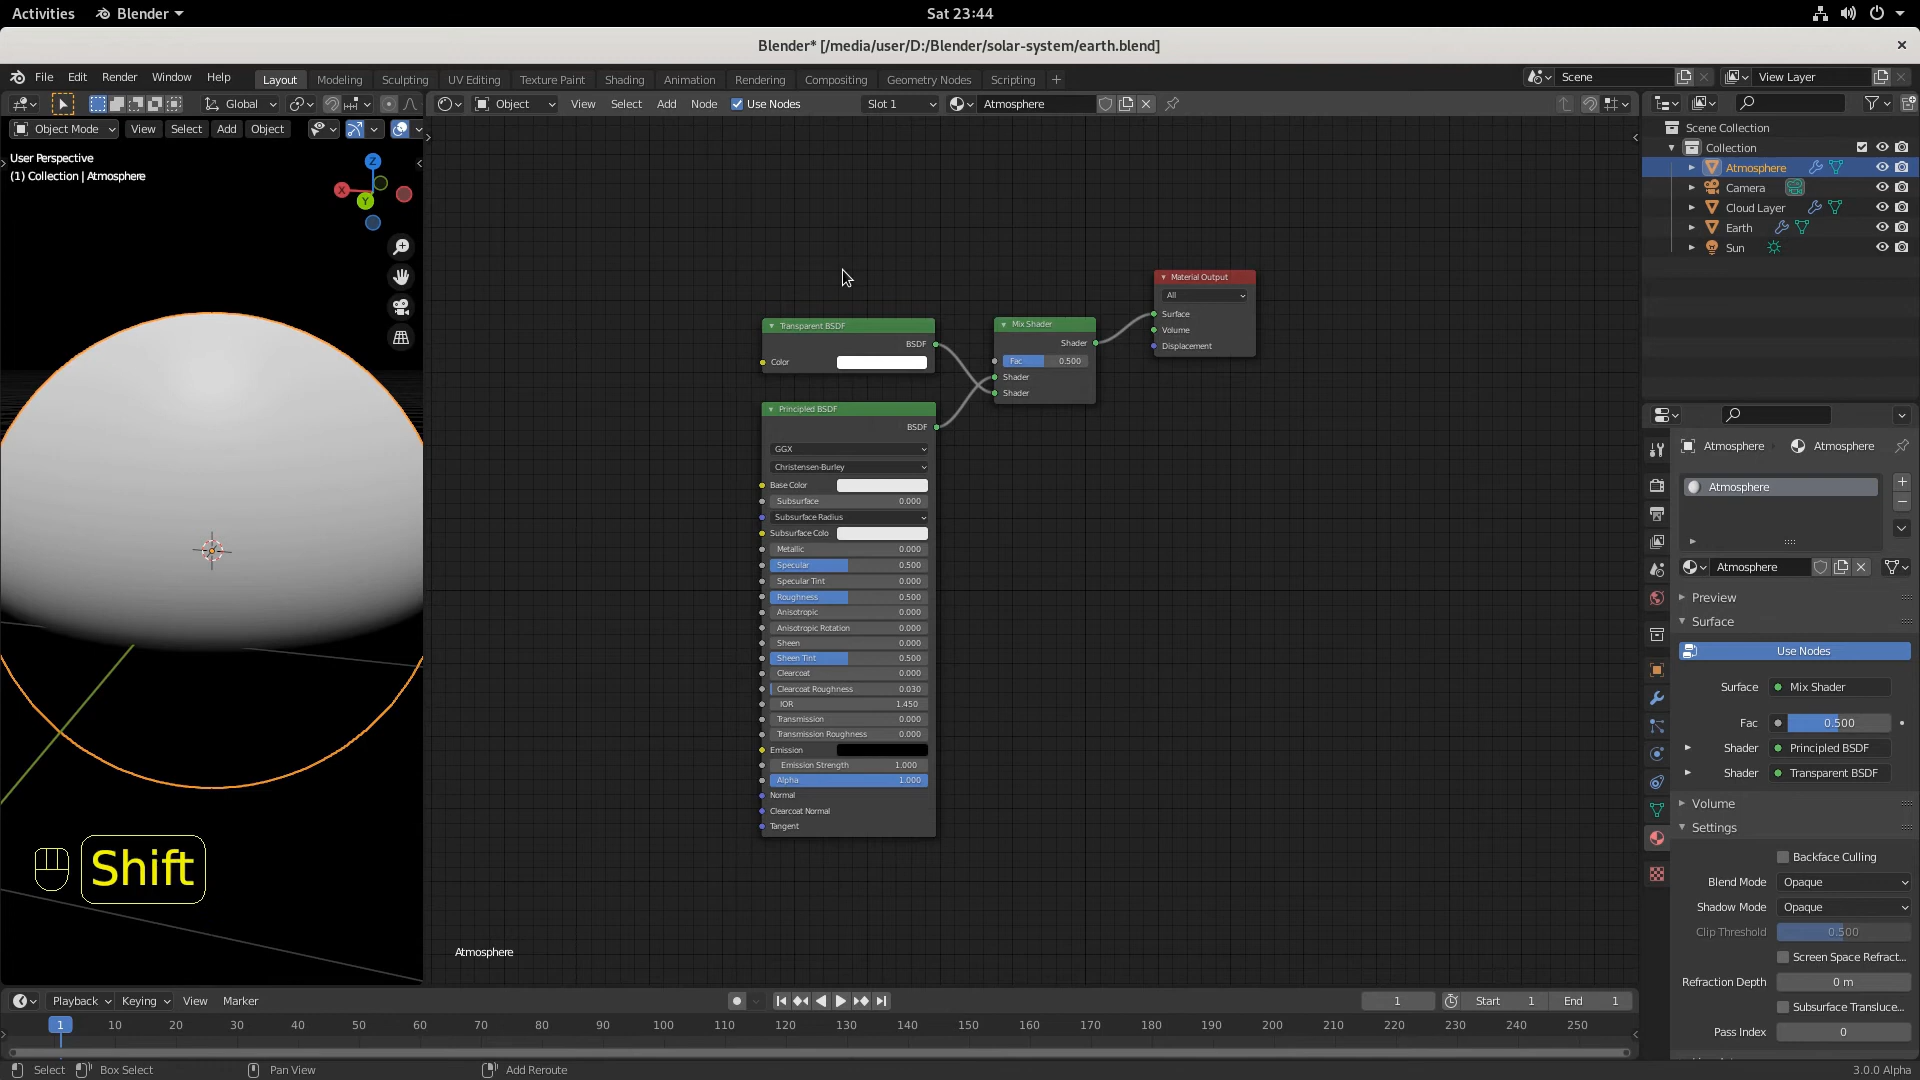 Activities Blender Sat 23:44
Blender* [/media/user/D:/Blender/solar-system/earth.blend]
File Edit Render Window Help Layout Modeling Sculpting UV Editing Texture Paint Shading Animation Rendering Compositing Geometry Nodes Scripting + Scene View Layer
Global Object View Select Add Node Use Nodes Slot 1 Atmosphere
Object Mode View Select Add Object
User Perspective
(1) Collection | Atmosphere
Z
X
Y
Transparent BSDF
BSDF
Color
Mix Shader
Shader
Fac 0.500
Shader
Shader
Material Output
All
Surface
Volume
Displacement
Principled BSDF
BSDF
GGX
Christensen-Burley
Base Color
Subsurface 0.000
Subsurface Radius
Subsurface Colo
Metallic 0.000
Specular 0.500
Specular Tint 0.000
Roughness 0.500
Anisotropic 0.000
Anisotropic Rotation 0.000
Sheen 0.000
Sheen Tint 0.500
Clearcoat 0.000
Clearcoat Roughness 0.030
IOR 1.450
Transmission 0.000
Transmission Roughness 0.000
Emission
Emission Strength 1.000
Alpha 1.000
Normal
Clearcoat Normal
Tangent
Shift
Atmosphere
Scene Collection
Collection
Atmosphere
Camera
Cloud Layer
Earth
Sun
Atmosphere Atmosphere
Atmosphere
Atmosphere
Preview
Surface
Use Nodes
Surface Mix Shader
Fac 0.500
Shader Principled BSDF
Shader Transparent BSDF
Volume
Settings
Backface Culling
Blend Mode Opaque
Shadow Mode Opaque
Clip Threshold 0.500
Screen Space Refract...
Refraction Depth 0 m
Subsurface Transluce...
Pass Index 0
Playback Keying View Marker 1 Start 1 End 1
1 10 20 30 40 50 60 70 80 90 100 110 120 130 140 150 160 170 180 190 200 210 220 230 240 250
Select Box Select Pan View Add Reroute 3.0.0 Alpha